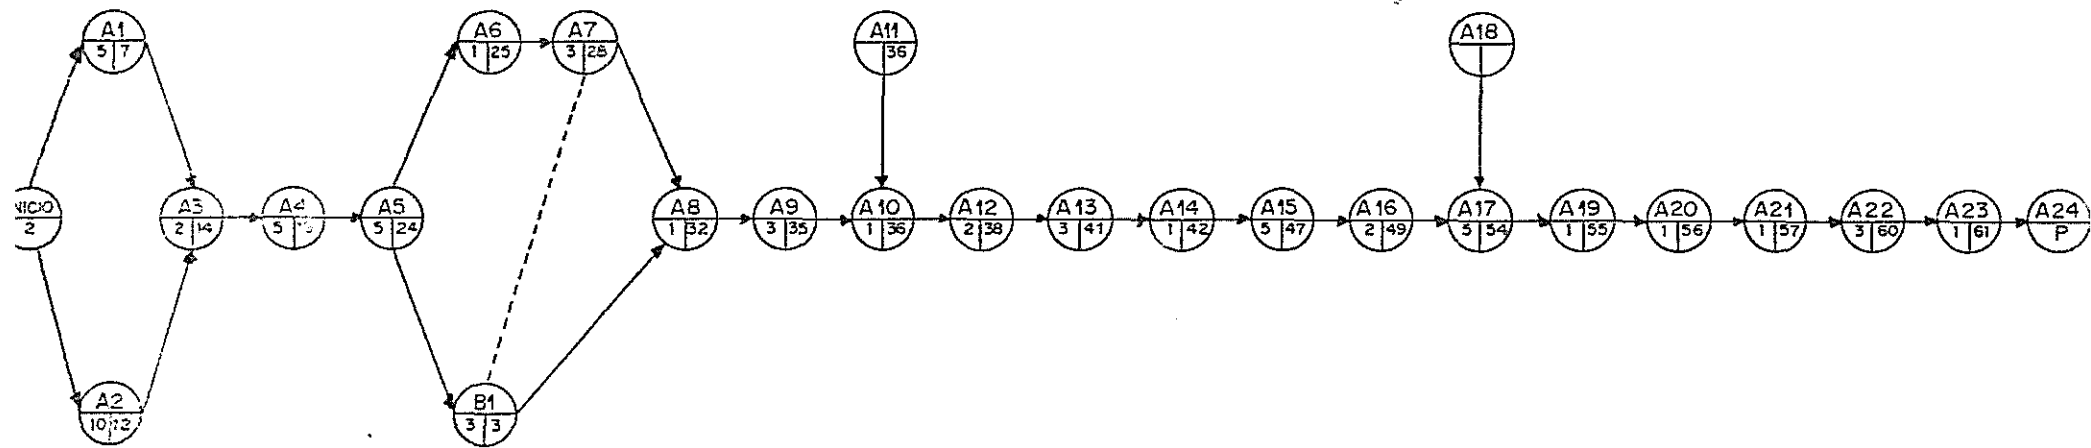 A1
5 7
A6
1 25
A7
3 28
A11
36
A18
NICIO
2
A3
2 14
A4
5
A5
5 24
A8
1 32
A9
3 35
A10
1 36
A12
2 38
A13
3 41
A14
1 42
A15
5 47
A16
2 49
A17
5 54
A19
1 55
A20
1 56
A21
1 57
A22
3 60
A23
1 61
A24
P
A2
10 12
B1
3 3